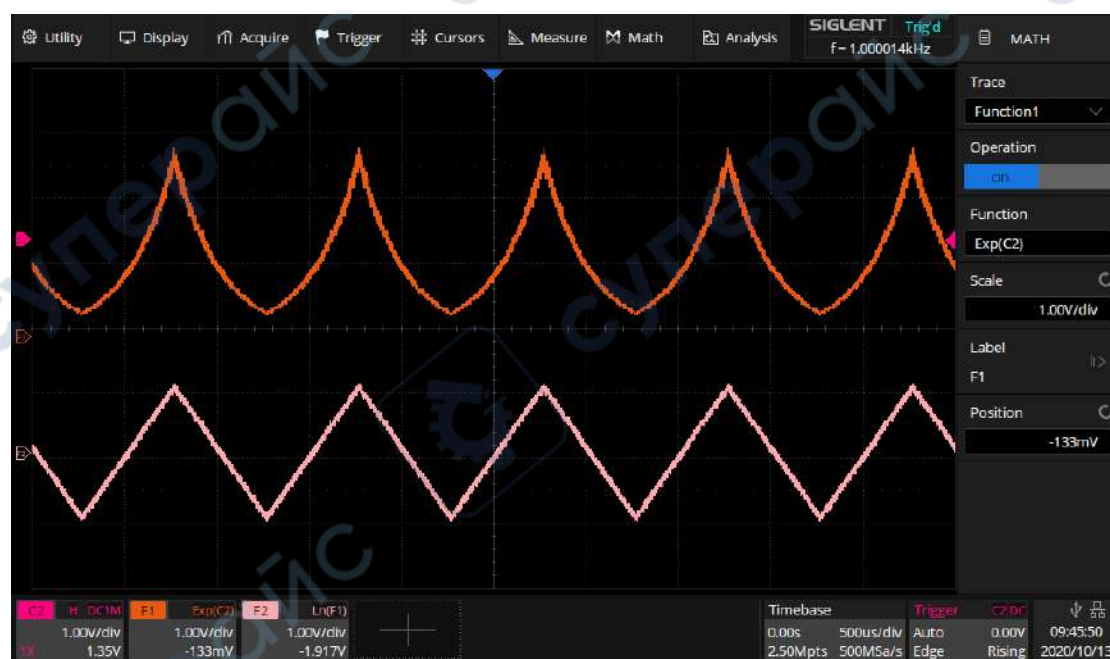 Utility Display Acquire Trigger Cursors Measure Math Analysis
SIGLENT Trig'd
f = 1.000014kHz
MATH
Trace
Function1
Operation
on
Function
Exp(C2)
Scale
1.00V/div
Label
F1
Position
-133mV
C2 H DC1M F1 Exp(C2) F2 Ln(F1)
1.00V/div 1.00V/div 1.00V/div
1X 1.35V -133mV -1.917V
Timebase Trigger C2 DC
0.00s 500us/div Auto 0.00V 09:45:50
2.50Mpts 500MSa/s Edge Rising 2020/10/13
суперайс
суперайс